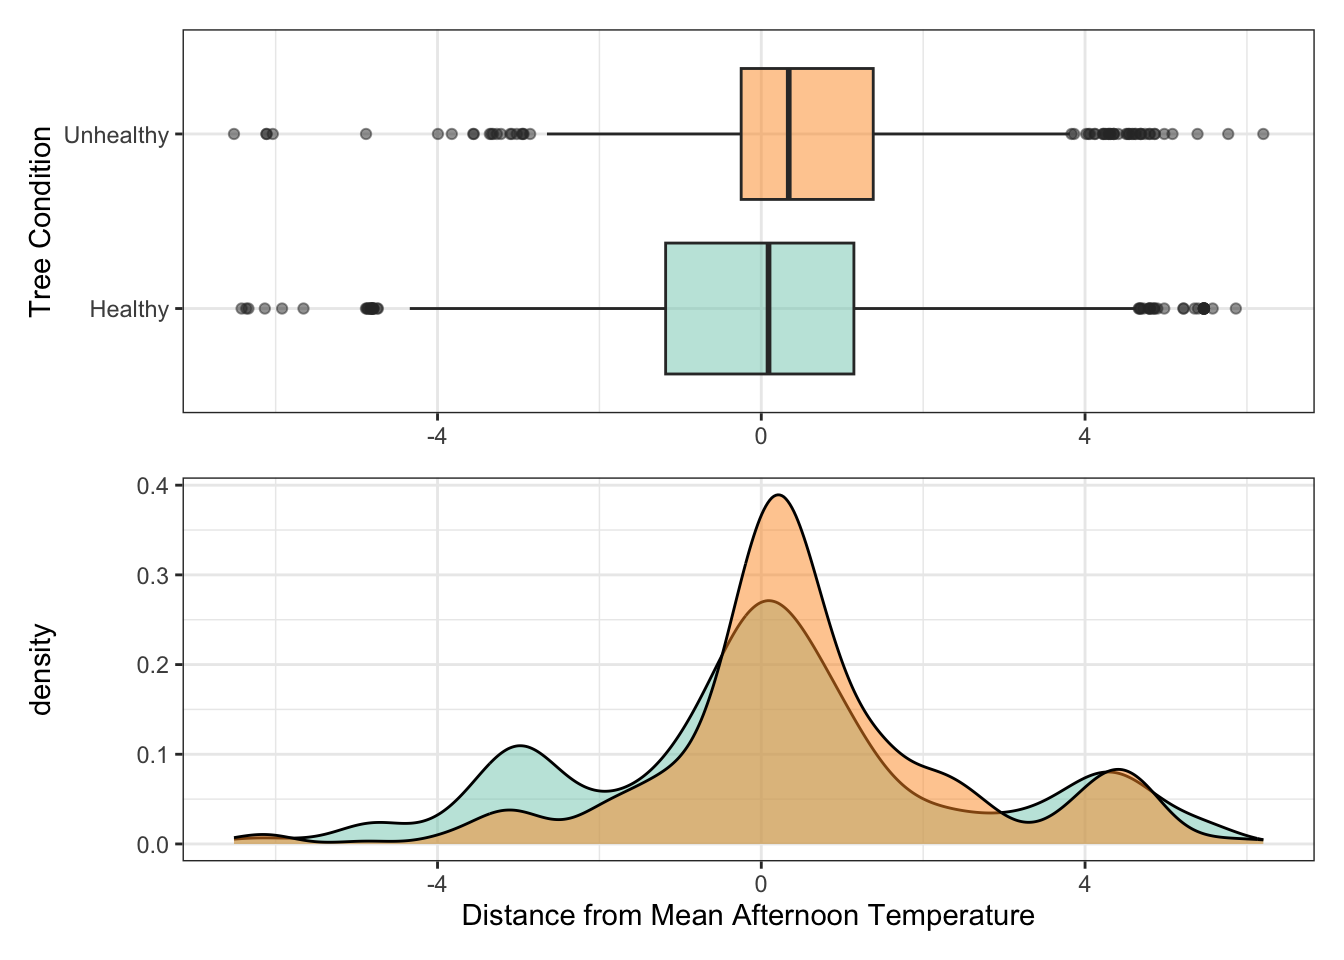 Tree Condition
Unhealthy
Healthy
-4 0 4
density
0.4
0.3
0.2
0.1
0.0
-4 0 4
Distance from Mean Afternoon Temperature